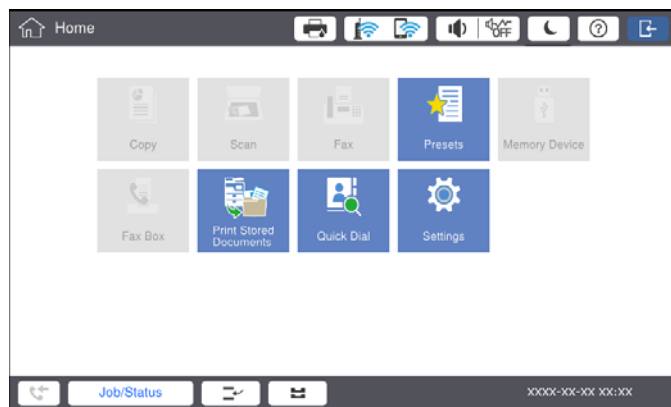 Home
OFF
?
Copy
Scan
Fax
Presets
Memory Device
Fax Box
Print Stored
Documents
Quick Dial
Settings
Job/Status
XXXX-XX-XX XX:XX